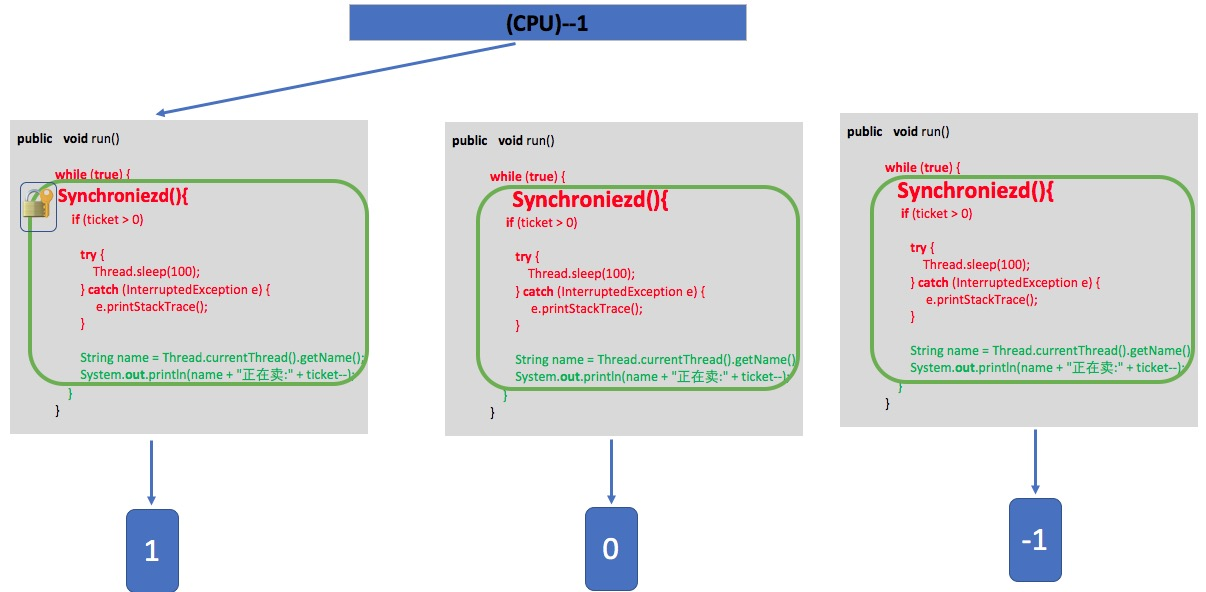 (CPU)--1
public void run()
while (true) {
Synchroniezd(){
if (ticket > 0)
try {
Thread.sleep(100);
} catch (InterruptedException e) {
e.printStackTrace();
}
String name = Thread.currentThread().getName();
System.out.println(name + "正在卖:" + ticket--);
}
}
1
public void run()
while (true) {
Synchroniezd(){
if (ticket > 0)
try {
Thread.sleep(100);
} catch (InterruptedException e) {
e.printStackTrace();
}
String name = Thread.currentThread().getName()
System.out.println(name + "正在卖:" + ticket--);
}
}
0
public void run()
while (true) {
Synchroniezd(){
if (ticket > 0)
try {
Thread.sleep(100);
} catch (InterruptedException e) {
e.printStackTrace();
}
String name = Thread.currentThread().getName()
System.out.println(name + "正在卖:" + ticket--);
}
}
-1